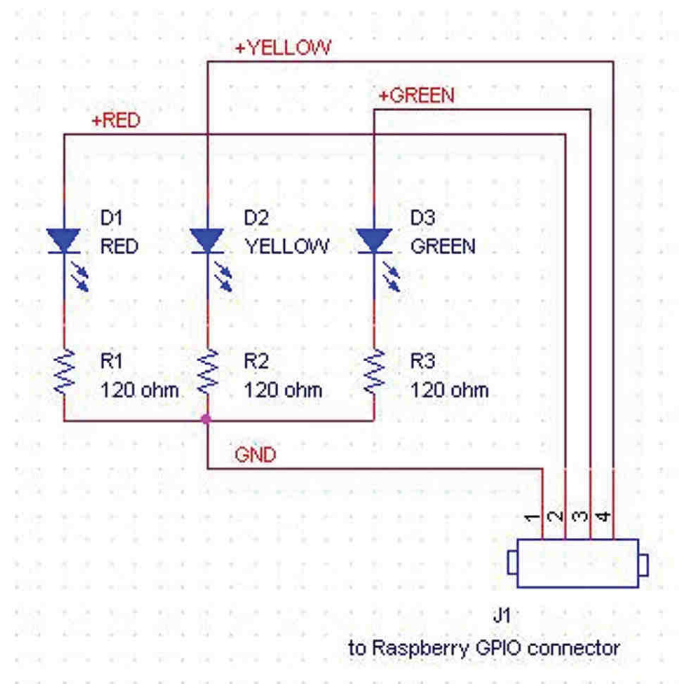 +YELLOW
+GREEN
+RED
D1
RED
D2
YELLOW
D3
GREEN
R1
120 ohm
R2
120 ohm
R3
120 ohm
GND
1
2
3
4
J1
to Raspberry GPIO connector